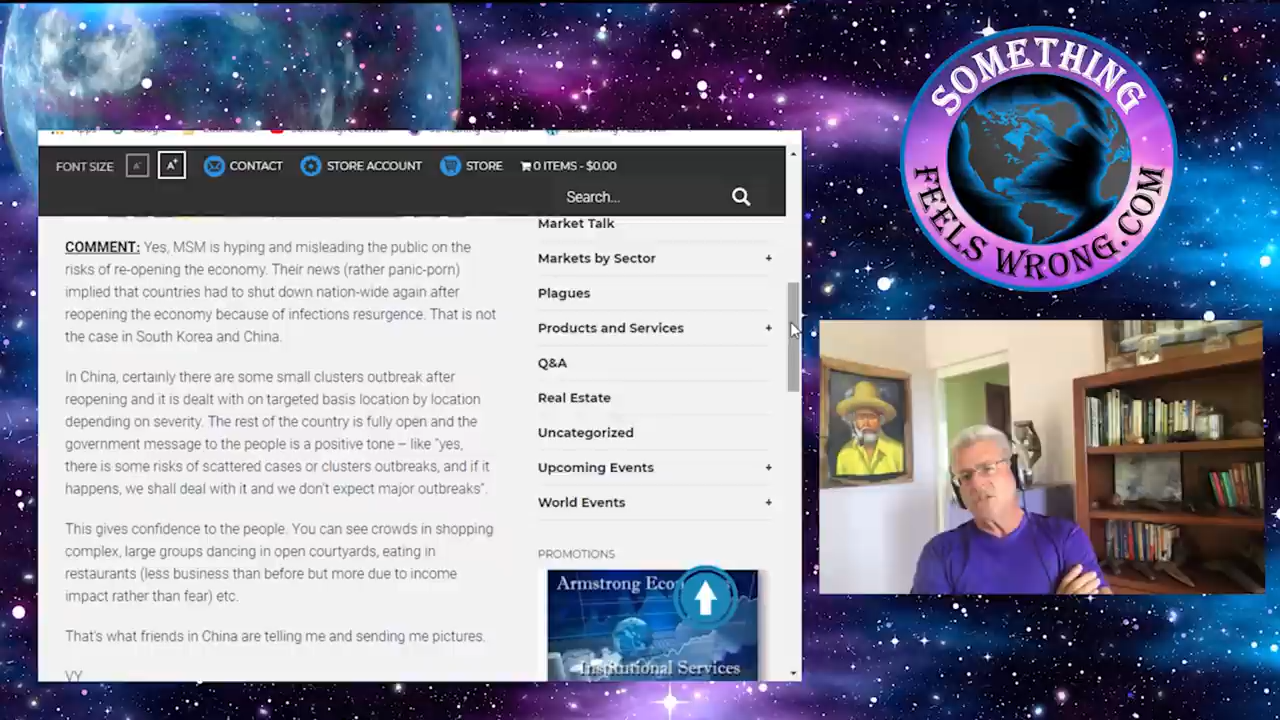 SOMETHING
FEELS WRONG.COM
FONT SIZE A- A+ CONTACT STORE ACCOUNT STORE 0 ITEMS - $0.00
Search...
COMMENT: Yes, MSM is hyping and misleading the public on the
risks of re-opening the economy. Their news (rather panic-porn)
implied that countries had to shut down nation-wide again after
reopening the economy because of infections resurgence. That is not
the case in South Korea and China.
In China, certainly there are some small clusters outbreak after
reopening and it is dealt with on targeted basis location by location
depending on severity. The rest of the country is fully open and the
government message to the people is a positive tone – like "yes,
there is some risks of scattered cases or clusters outbreaks, and if it
happens, we shall deal with it and we don't expect major outbreaks".
This gives confidence to the people. You can see crowds in shopping
complex, large groups dancing in open courtyards, eating in
restaurants (less business than before but more due to income
impact rather than fear) etc.
That's what friends in China are telling me and sending me pictures.
VY
Market Talk
Markets by Sector +
Plagues
Products and Services +
Q&A
Real Estate
Uncategorized
Upcoming Events +
World Events +
PROMOTIONS
Armstrong Eco
Institutional Services